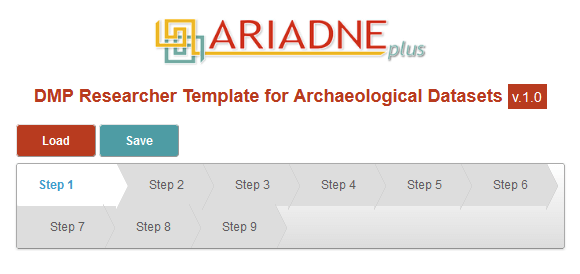 ARIADNE
plus
DMP Researcher Template for Archaeological Datasets v.1.0
Load Save
Step 1 Step 2 Step 3 Step 4 Step 5 Step 6
Step 7 Step 8 Step 9